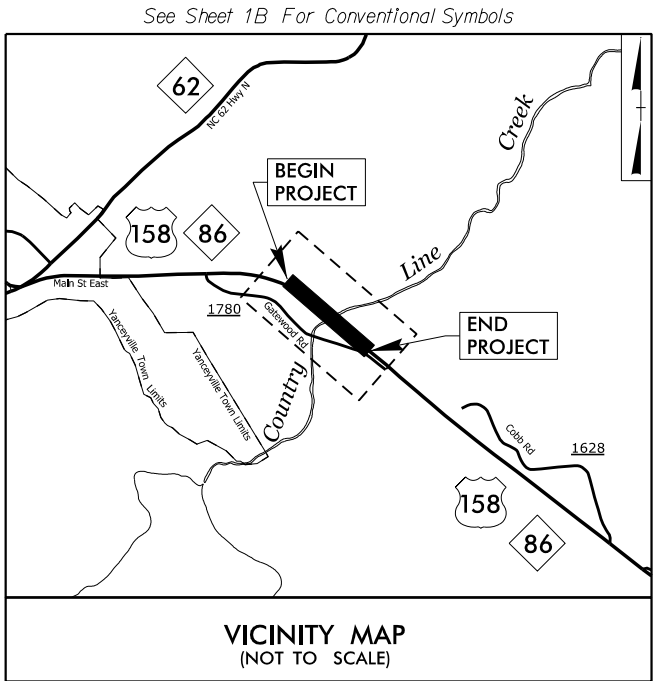 See Sheet 1B For Conventional Symbols
62
NC 62 Hwy N
Creek
BEGIN
PROJECT
158
86
Line
Main St East
1780
Gatewood Rd
END
PROJECT
Yanceyville Town Limits
Yanceyville Town Limits
Country
Cobb Rd
1628
158
86
VICINITY MAP
(NOT TO SCALE)